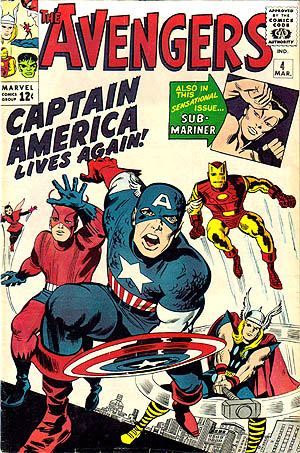 THE AVENGERS
APPROVED
BY THE
COMICS
CODE
AUTHORITY
IND.
4
MAR.
MARVEL
COMICS
GROUP
12¢
CAPTAIN
AMERICA
LIVES AGAIN!
ALSO IN
THIS
SENSATIONAL
ISSUE...
SUB-
MARINER
A